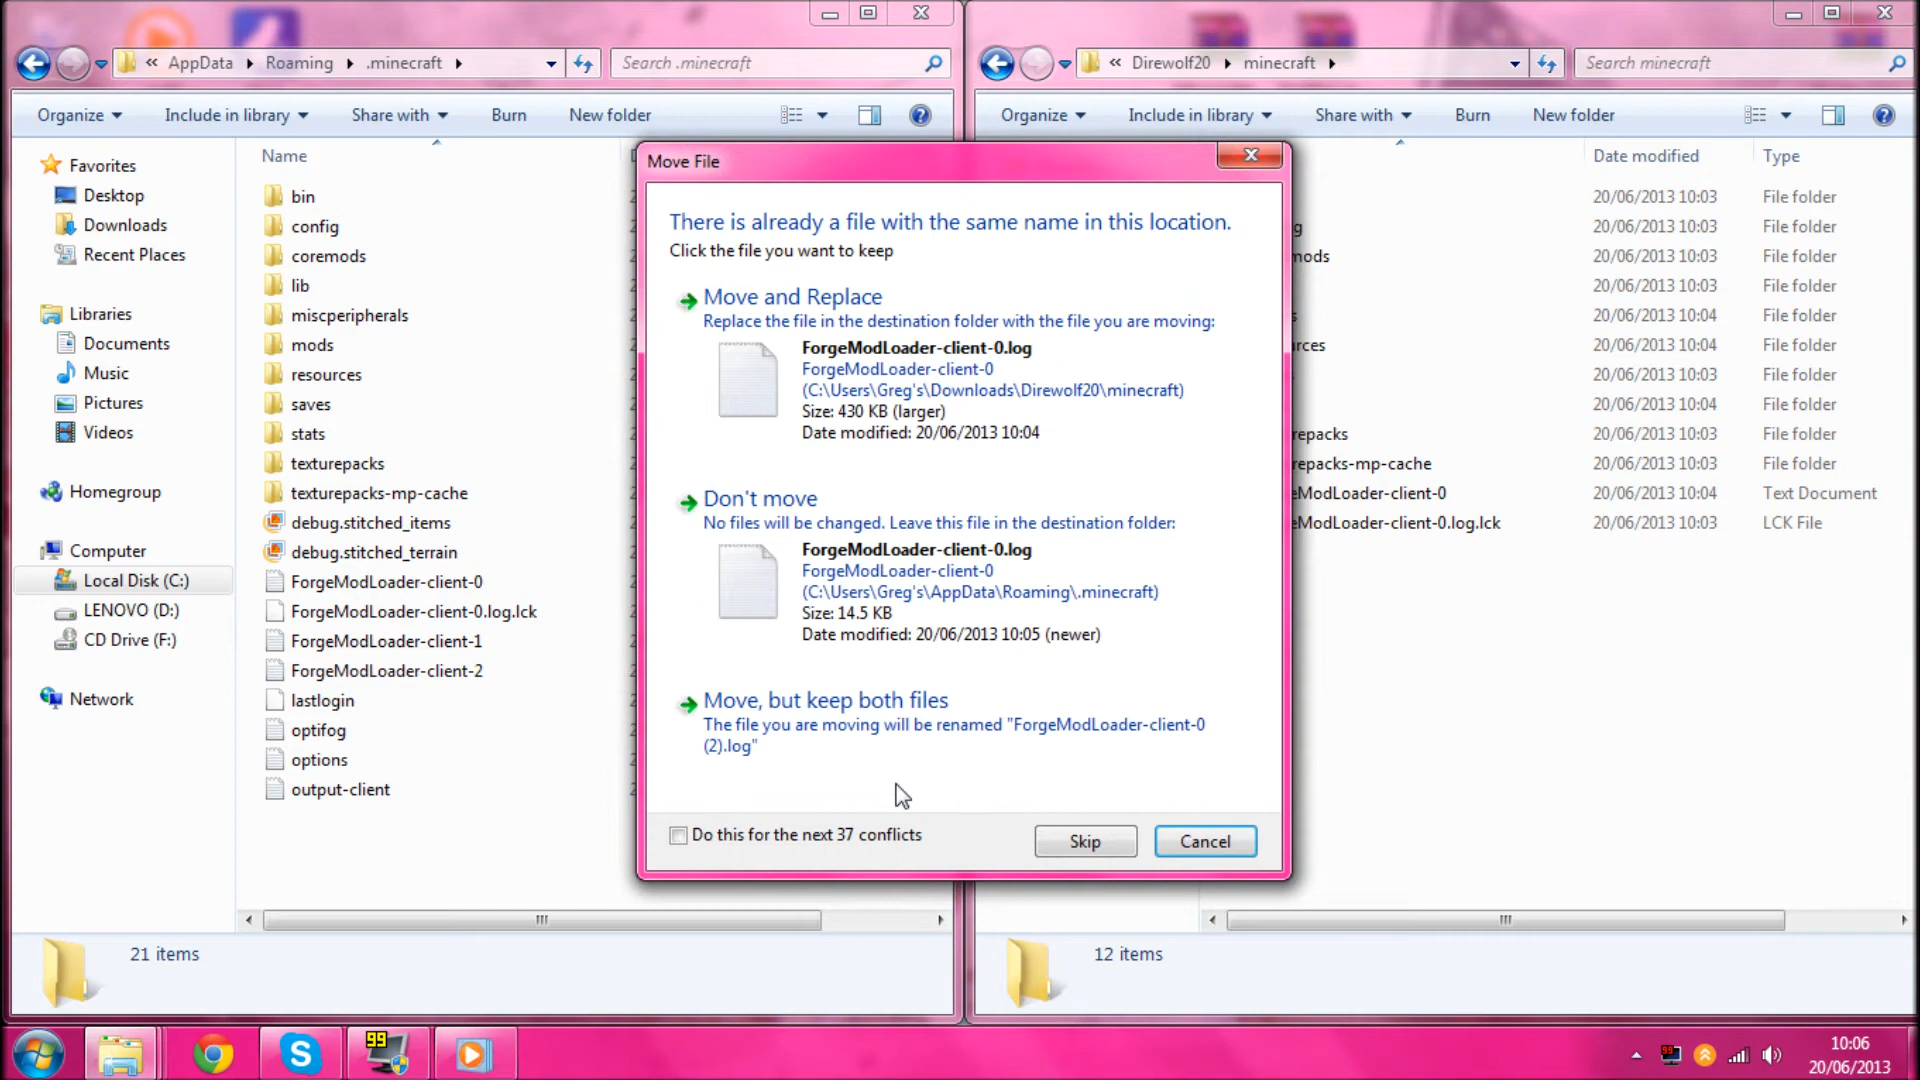 « AppData Roaming .minecraft
Search .minecraft
« Direwolf20 minecraft
Search minecraft
Organize Include in library Share with Burn New folder
Organize Include in library Share with Burn New folder
Favorites
Desktop
Downloads
Recent Places
Libraries
Documents
Music
Pictures
Videos
Homegroup
Computer
Local Disk (C:)
LENOVO (D:)
CD Drive (F:)
Network
Name
bin
config
coremods
lib
miscperipherals
mods
resources
saves
stats
texturepacks
texturepacks-mp-cache
debug.stitched_items
debug.stitched_terrain
ForgeModLoader-client-0
ForgeModLoader-client-0.log.lck
ForgeModLoader-client-1
ForgeModLoader-client-2
lastlogin
optifog
options
output-client
Move File
There is already a file with the same name in this location.
Click the file you want to keep
Move and Replace
Replace the file in the destination folder with the file you are moving:
ForgeModLoader-client-0.log
ForgeModLoader-client-0
(C:\Users\Greg's\Downloads\Direwolf20\minecraft)
Size: 430 KB (larger)
Date modified: 20/06/2013 10:04
Don't move
No files will be changed. Leave this file in the destination folder:
ForgeModLoader-client-0.log
ForgeModLoader-client-0
(C:\Users\Greg's\AppData\Roaming\.minecraft)
Size: 14.5 KB
Date modified: 20/06/2013 10:05 (newer)
Move, but keep both files
The file you are moving will be renamed "ForgeModLoader-client-0
(2).log"
Do this for the next 37 conflicts
Skip Cancel
Date modified Type
20/06/2013 10:03 File folder
g 20/06/2013 10:03 File folder
mods 20/06/2013 10:03 File folder
20/06/2013 10:03 File folder
s 20/06/2013 10:04 File folder
rces 20/06/2013 10:04 File folder
20/06/2013 10:03 File folder
20/06/2013 10:04 File folder
repacks 20/06/2013 10:03 File folder
repacks-mp-cache 20/06/2013 10:03 File folder
eModLoader-client-0 20/06/2013 10:04 Text Document
eModLoader-client-0.log.lck 20/06/2013 10:03 LCK File
21 items
12 items
99
10:06
20/06/2013